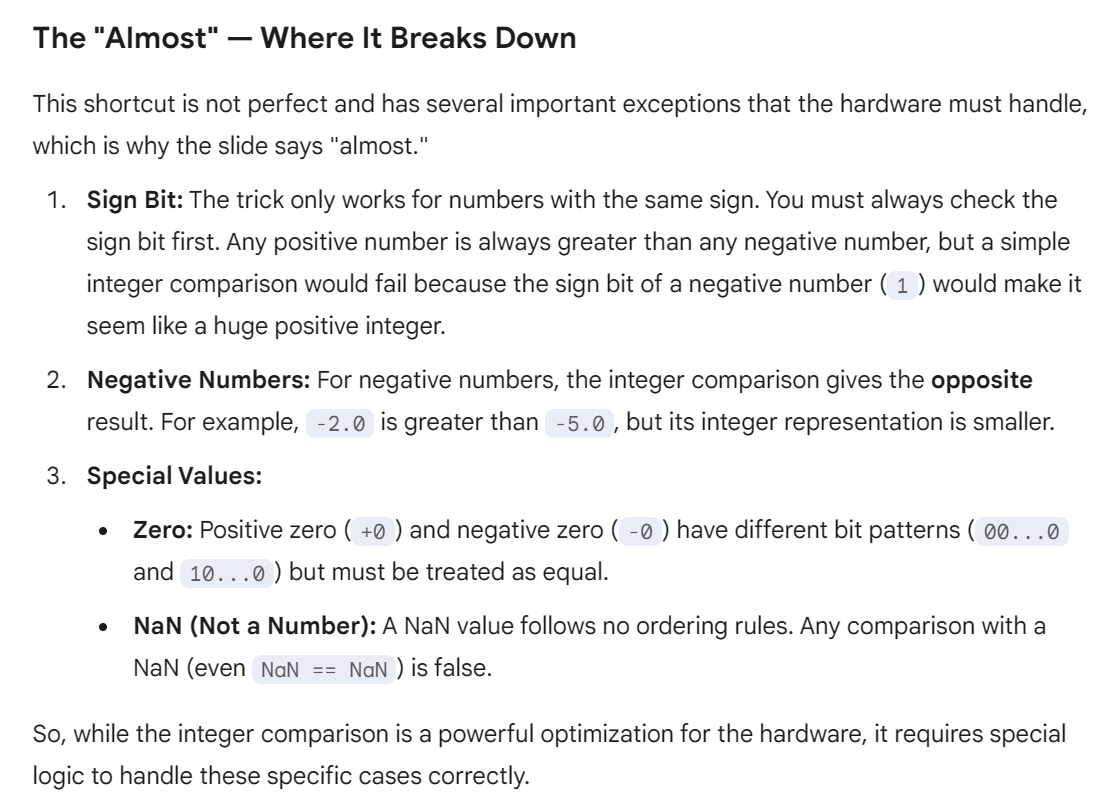 The "Almost" — Where It Breaks Down
This shortcut is not perfect and has several important exceptions that the hardware must handle,
which is why the slide says "almost."
1. Sign Bit: The trick only works for numbers with the same sign. You must always check the
sign bit first. Any positive number is always greater than any negative number, but a simple
integer comparison would fail because the sign bit of a negative number ( 1 ) would make it
seem like a huge positive integer.
2. Negative Numbers: For negative numbers, the integer comparison gives the opposite
result. For example, -2.0 is greater than -5.0 , but its integer representation is smaller.
3. Special Values:
• Zero: Positive zero ( +0 ) and negative zero ( -0 ) have different bit patterns ( 00...0
and 10...0 ) but must be treated as equal.
• NaN (Not a Number): A NaN value follows no ordering rules. Any comparison with a
NaN (even NaN == NaN ) is false.
So, while the integer comparison is a powerful optimization for the hardware, it requires special
logic to handle these specific cases correctly.